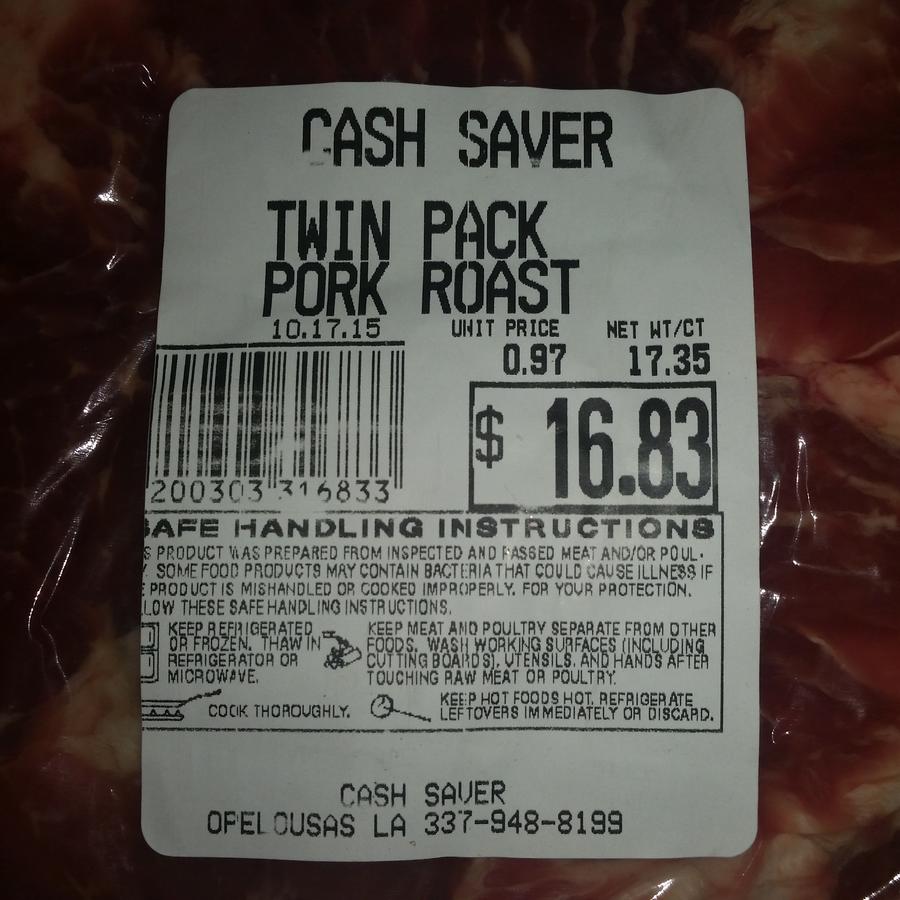 CASH SAVER
TWIN PACK
PORK ROAST
10.17.15 UNIT PRICE NET WT/CT
0.97 17.35
$ 16.83
200303 316833
SAFE HANDLING INSTRUCTIONS
S PRODUCT WAS PREPARED FROM INSPECTED AND PASSED MEAT AND/OR POUL-
Y. SOME FOOD PRODUCTS MAY CONTAIN BACTERIA THAT COULD CAUSE ILLNESS IF
E PRODUCT IS MISHANDLED OR COOKED IMPROPERLY. FOR YOUR PROTECTION.
LLOW THESE SAFE HANDLING INSTRUCTIONS.
KEEP REFRIGERATED
OR FROZEN. THAW IN
REFRIGERATOR OR
MICROWAVE.
KEEP MEAT AND POULTRY SEPARATE FROM OTHER
FOODS. WASH WORKING SURFACES (INCLUDING
CUTTING BOARDS), UTENSILS, AND HANDS AFTER
TOUCHING RAW MEAT OR POULTRY.
COOK THOROUGHLY.
KEEP HOT FOODS HOT. REFRIGERATE
LEFTOVERS IMMEDIATELY OR DISCARD.
CASH SAVER
OPELOUSAS LA 337-948-8199